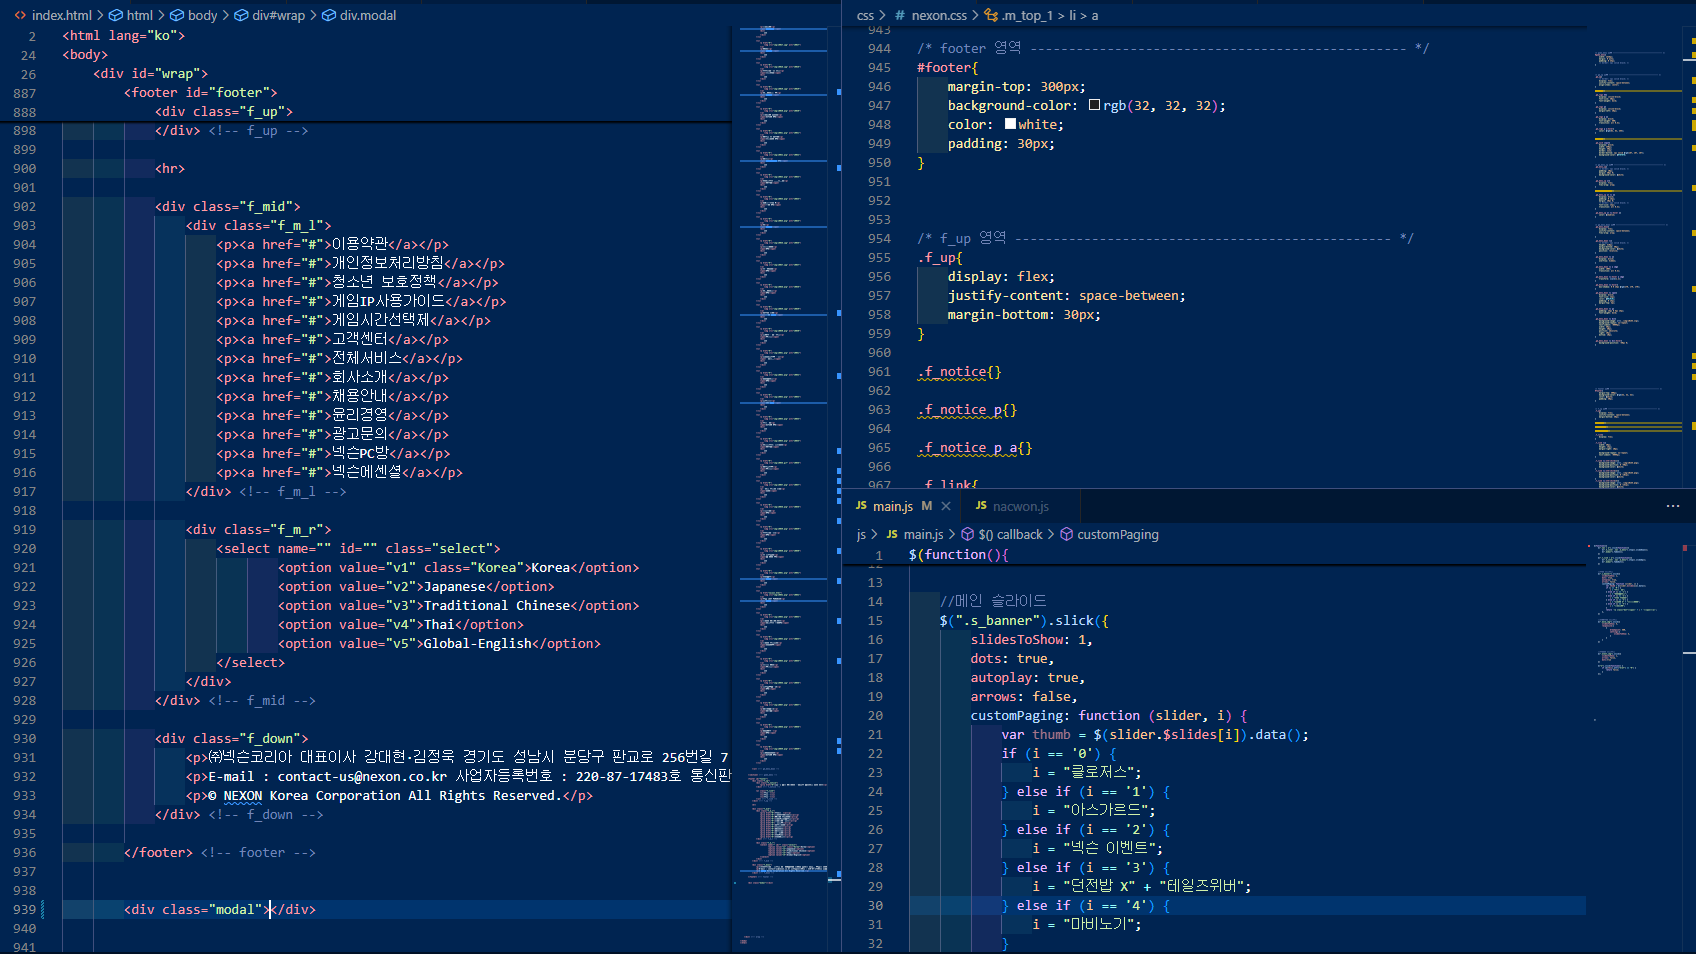 index.html > html > body > div#wrap > div.modal
2 <html lang="ko">
24 <body>
26 <div id="wrap">
887 <footer id="footer">
888 <div class="f_up">
898 </div> <!-- f_up -->
899
900 <hr>
901
902 <div class="f_mid">
903 <div class="f_m_l">
904 <p><a href="#">이용약관</a></p>
905 <p><a href="#">개인정보처리방침</a></p>
906 <p><a href="#">청소년 보호정책</a></p>
907 <p><a href="#">게임IP사용가이드</a></p>
908 <p><a href="#">게임시간선택제</a></p>
909 <p><a href="#">고객센터</a></p>
910 <p><a href="#">전체서비스</a></p>
911 <p><a href="#">회사소개</a></p>
912 <p><a href="#">채용안내</a></p>
913 <p><a href="#">윤리경영</a></p>
914 <p><a href="#">광고문의</a></p>
915 <p><a href="#">넥슨PC방</a></p>
916 <p><a href="#">넥슨에센셜</a></p>
917 </div> <!-- f_m_l -->
918
919 <div class="f_m_r">
920 <select name="" id="" class="select">
921 <option value="v1" class="Korea">Korea</option>
922 <option value="v2">Japanese</option>
923 <option value="v3">Traditional Chinese</option>
924 <option value="v4">Thai</option>
925 <option value="v5">Global-English</option>
926 </select>
927 </div>
928 </div> <!-- f_mid -->
929
930 <div class="f_down">
931 <p>㈜넥슨코리아 대표이사 강대현·김정욱 경기도 성남시 분당구 판교로 256번길 7
932 <p>E-mail : contact-us@nexon.co.kr 사업자등록번호 : 220-87-17483호 통신판
933 <p>© NEXON Korea Corporation All Rights Reserved.</p>
934 </div> <!-- f_down -->
935
936 </footer> <!-- footer -->
937
938
939 <div class="modal"></div>
940
941
css > # nexon.css > .m_top_1 > li > a
943
944 /* footer 영역 ------------------------------------------------- */
945 #footer{
946 margin-top: 300px;
947 background-color: rgb(32, 32, 32);
948 color: white;
949 padding: 30px;
950 }
951
952
953
954 /* f_up 영역 ------------------------------------------------- */
955 .f_up{
956 display: flex;
957 justify-content: space-between;
958 margin-bottom: 30px;
959 }
960
961 .f_notice{}
962
963 .f_notice p{}
964
965 .f_notice p a{}
966
967 .f_link{
JS main.js M × JS nacwon.js ...
js > JS main.js > $() callback > customPaging
1 $(function(){
12
13
14 //메인 슬라이드
15 $(".s_banner").slick({
16 slidesToShow: 1,
17 dots: true,
18 autoplay: true,
19 arrows: false,
20 customPaging: function (slider, i) {
21 var thumb = $(slider.$slides[i]).data();
22 if (i == '0') {
23 i = "클로저스";
24 } else if (i == '1') {
25 i = "아스가르드";
26 } else if (i == '2') {
27 i = "넥슨 이벤트";
28 } else if (i == '3') {
29 i = "던전밥 X" + "테일즈위버";
30 } else if (i == '4') {
31 i = "마비노기";
32 }